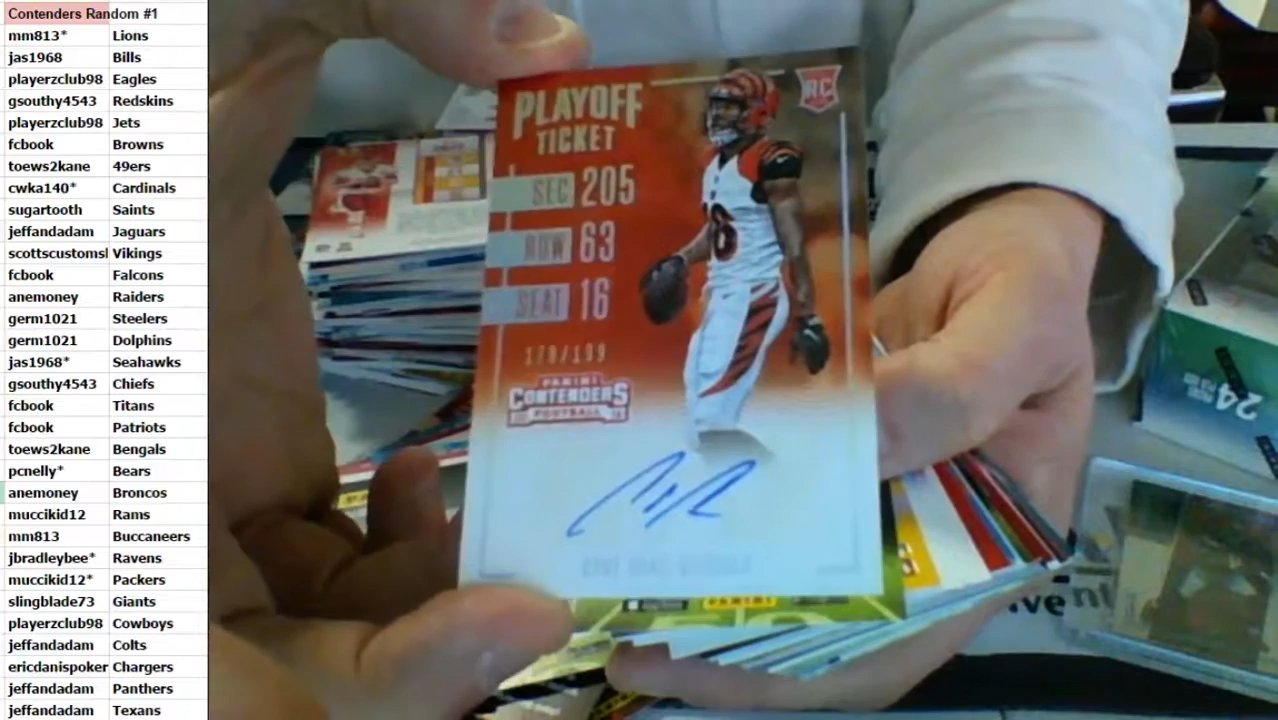 Contenders Random #1
mm813* Lions
jas1968 Bills
playerzclub98 Eagles
gsouthy4543 Redskins
playerzclub98 Jets
fcbook Browns
toews2kane 49ers
cwka140* Cardinals
sugartooth Saints
jeffandadam Jaguars
scottscustomsl Vikings
fcbook Falcons
anemoney Raiders
germ1021 Steelers
germ1021 Dolphins
jas1968* Seahawks
gsouthy4543 Chiefs
fcbook Titans
fcbook Patriots
toews2kane Bengals
pcnelly* Bears
anemoney Broncos
muccikid12 Rams
mm813 Buccaneers
jbradleybee* Ravens
muccikid12* Packers
slingblade73 Giants
playerzclub98 Cowboys
jeffandadam Colts
ericdanispoker Chargers
jeffandadam Panthers
jeffandadam Texans
PLAYOFF
TICKET
RC
SEC 205
ROW 63
SEAT 16
PANINI
CONTENDERS
FOOTBALL
PANINI
24
ive